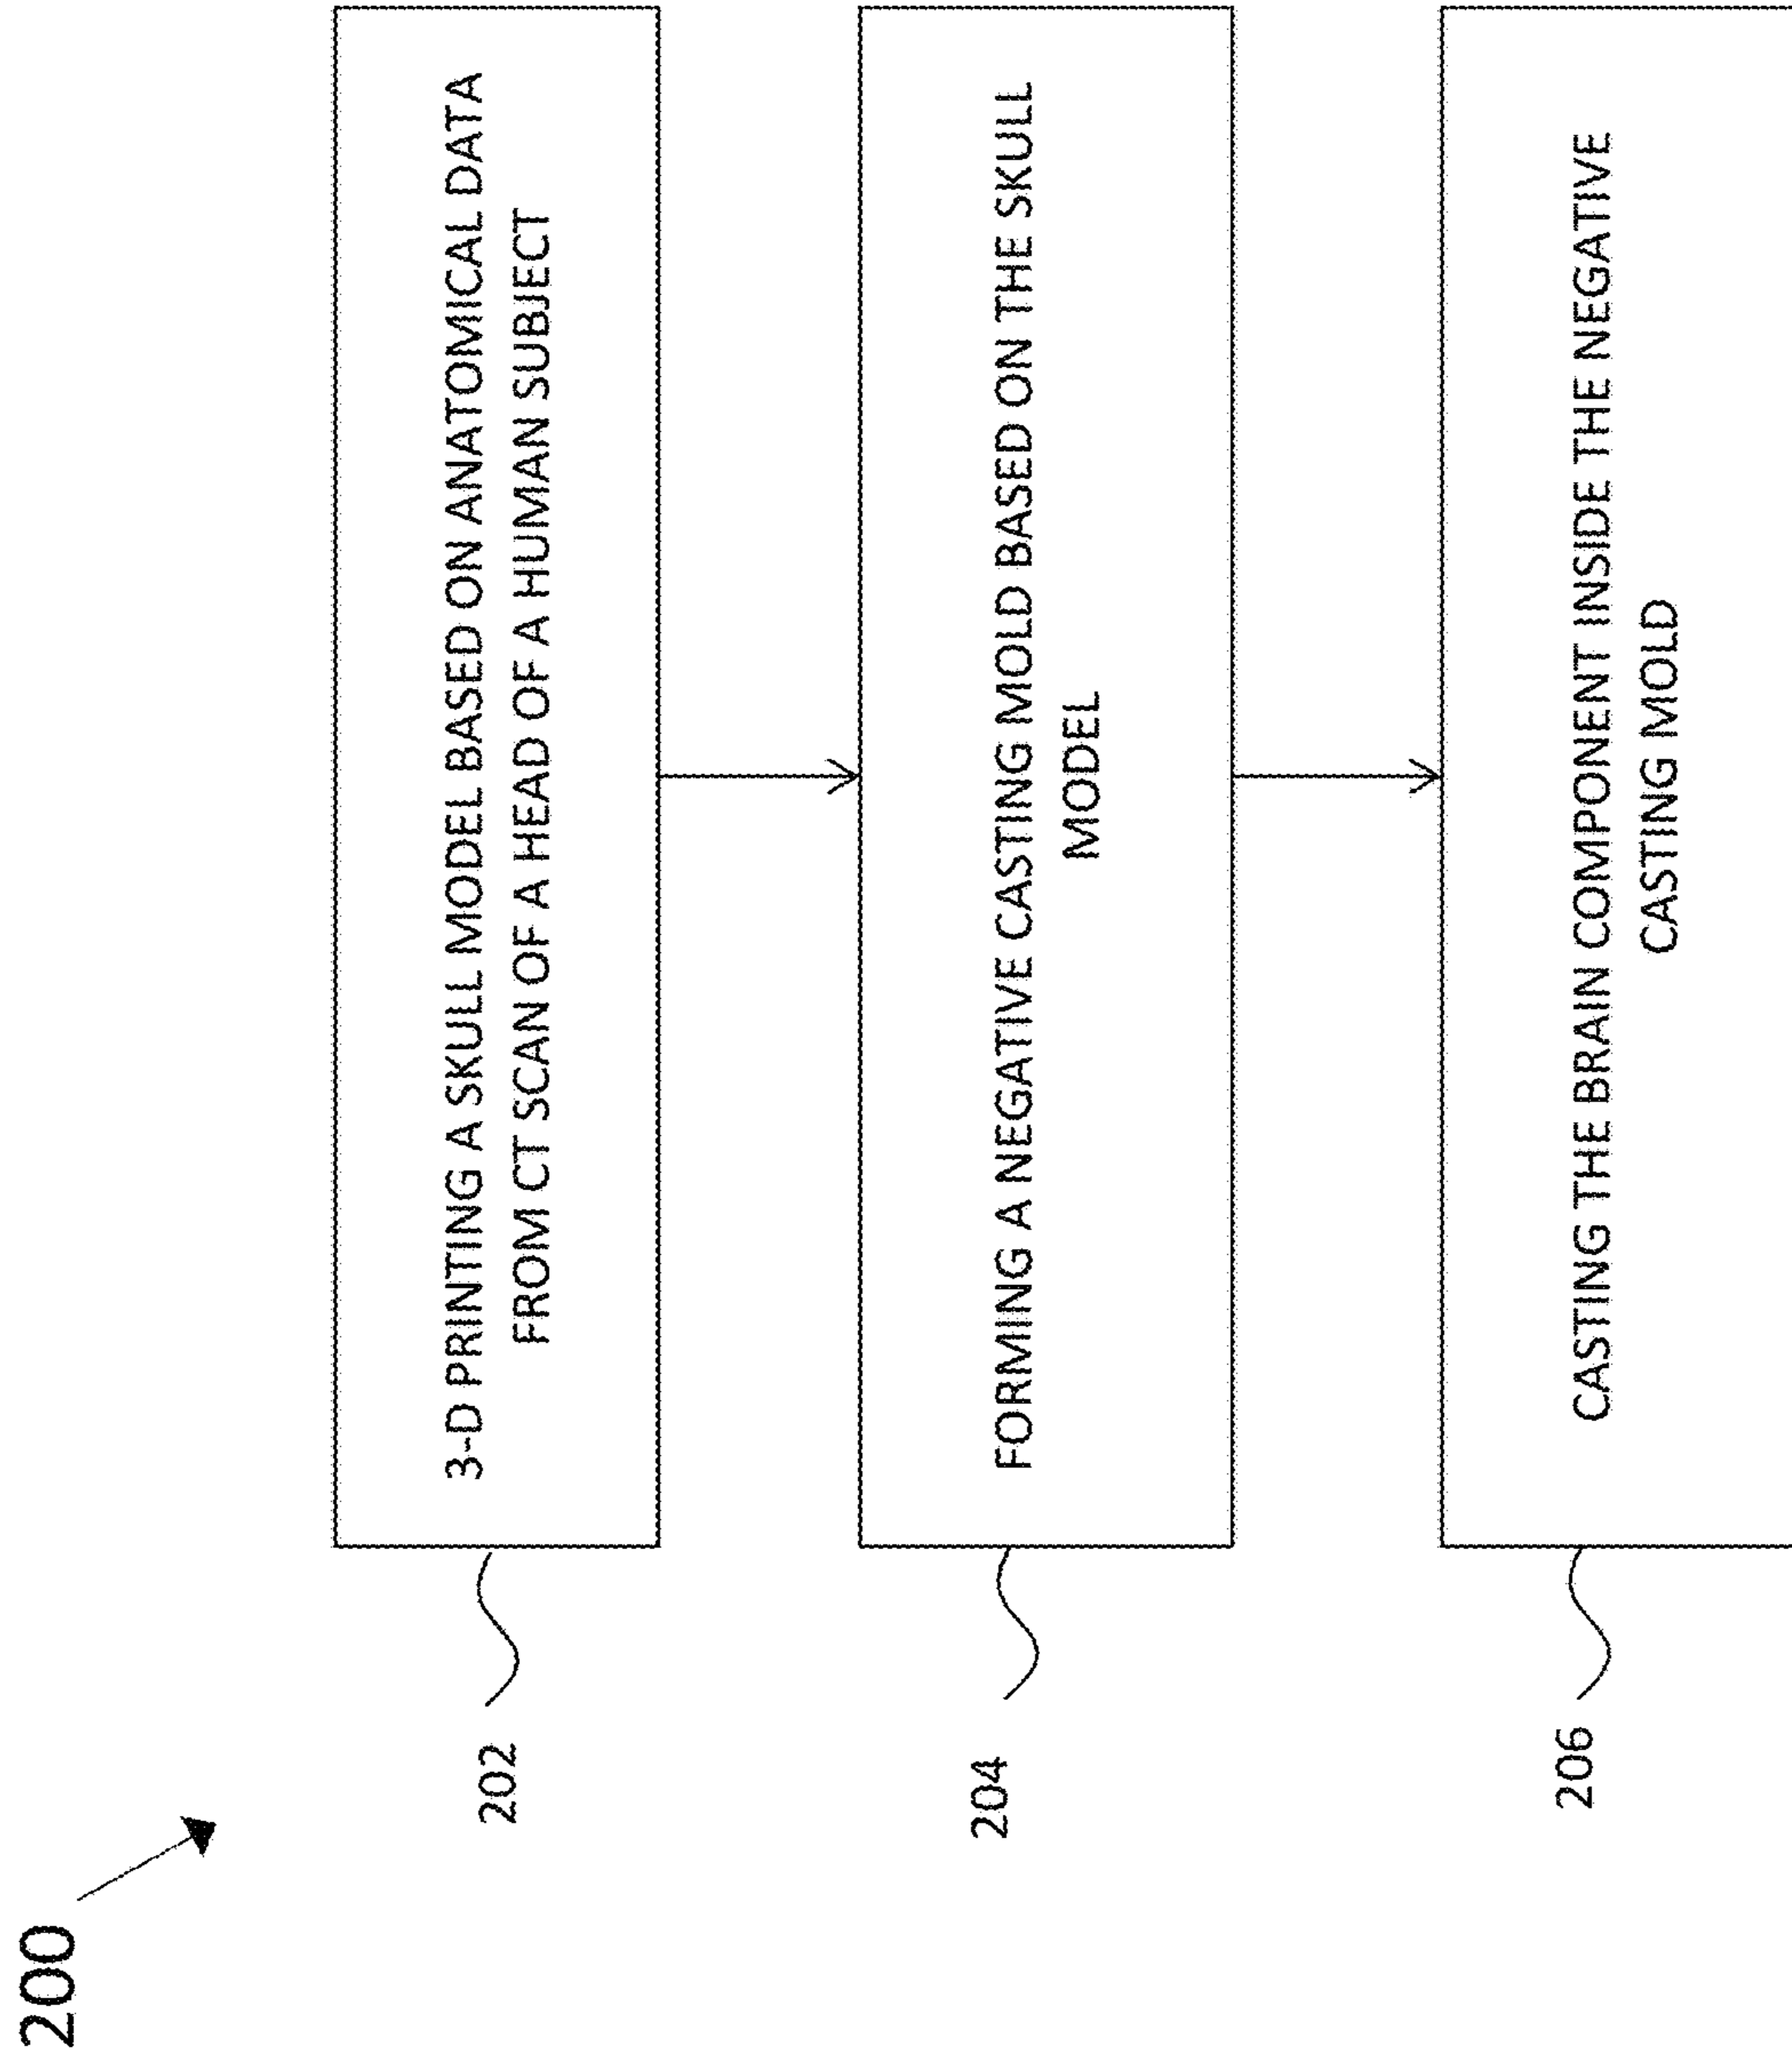 200
202
3-D PRINTING A SKULL MODEL BASED ON ANATOMICAL DATA
FROM CT SCAN OF A HEAD OF A HUMAN SUBJECT
204
FORMING A NEGATIVE CASTING MOLD BASED ON THE SKULL
MODEL
206
CASTING THE BRAIN COMPONENT INSIDE THE NEGATIVE
CASTING MOLD